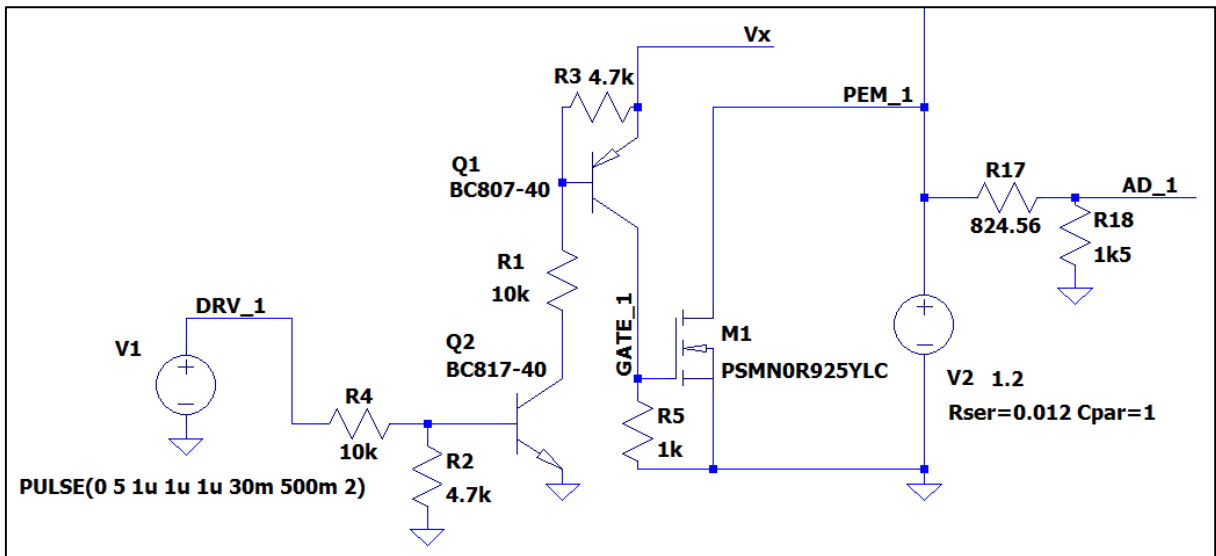 Vx
R3 4.7k
PEM_1
Q1
BC807-40
R17
824.56
AD_1
R18
1k5
R1
10k
DRV_1
V1
GATE_1
M1
PSMN0R925YLC
Q2
BC817-40
V2 1.2
Rser=0.012 Cpar=1
R4
10k
R5
1k
R2
4.7k
PULSE(0 5 1u 1u 1u 30m 500m 2)